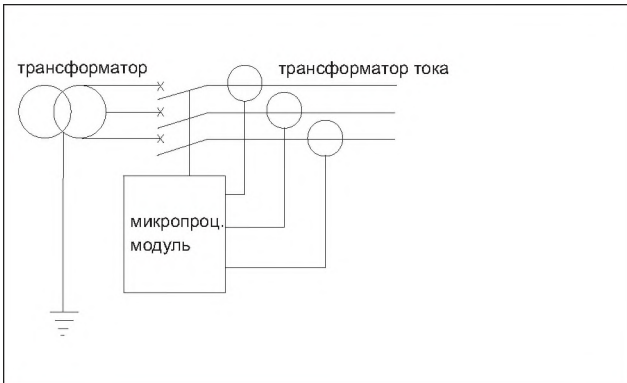 трансформатор
трансформатор тока
микропроц.
модуль